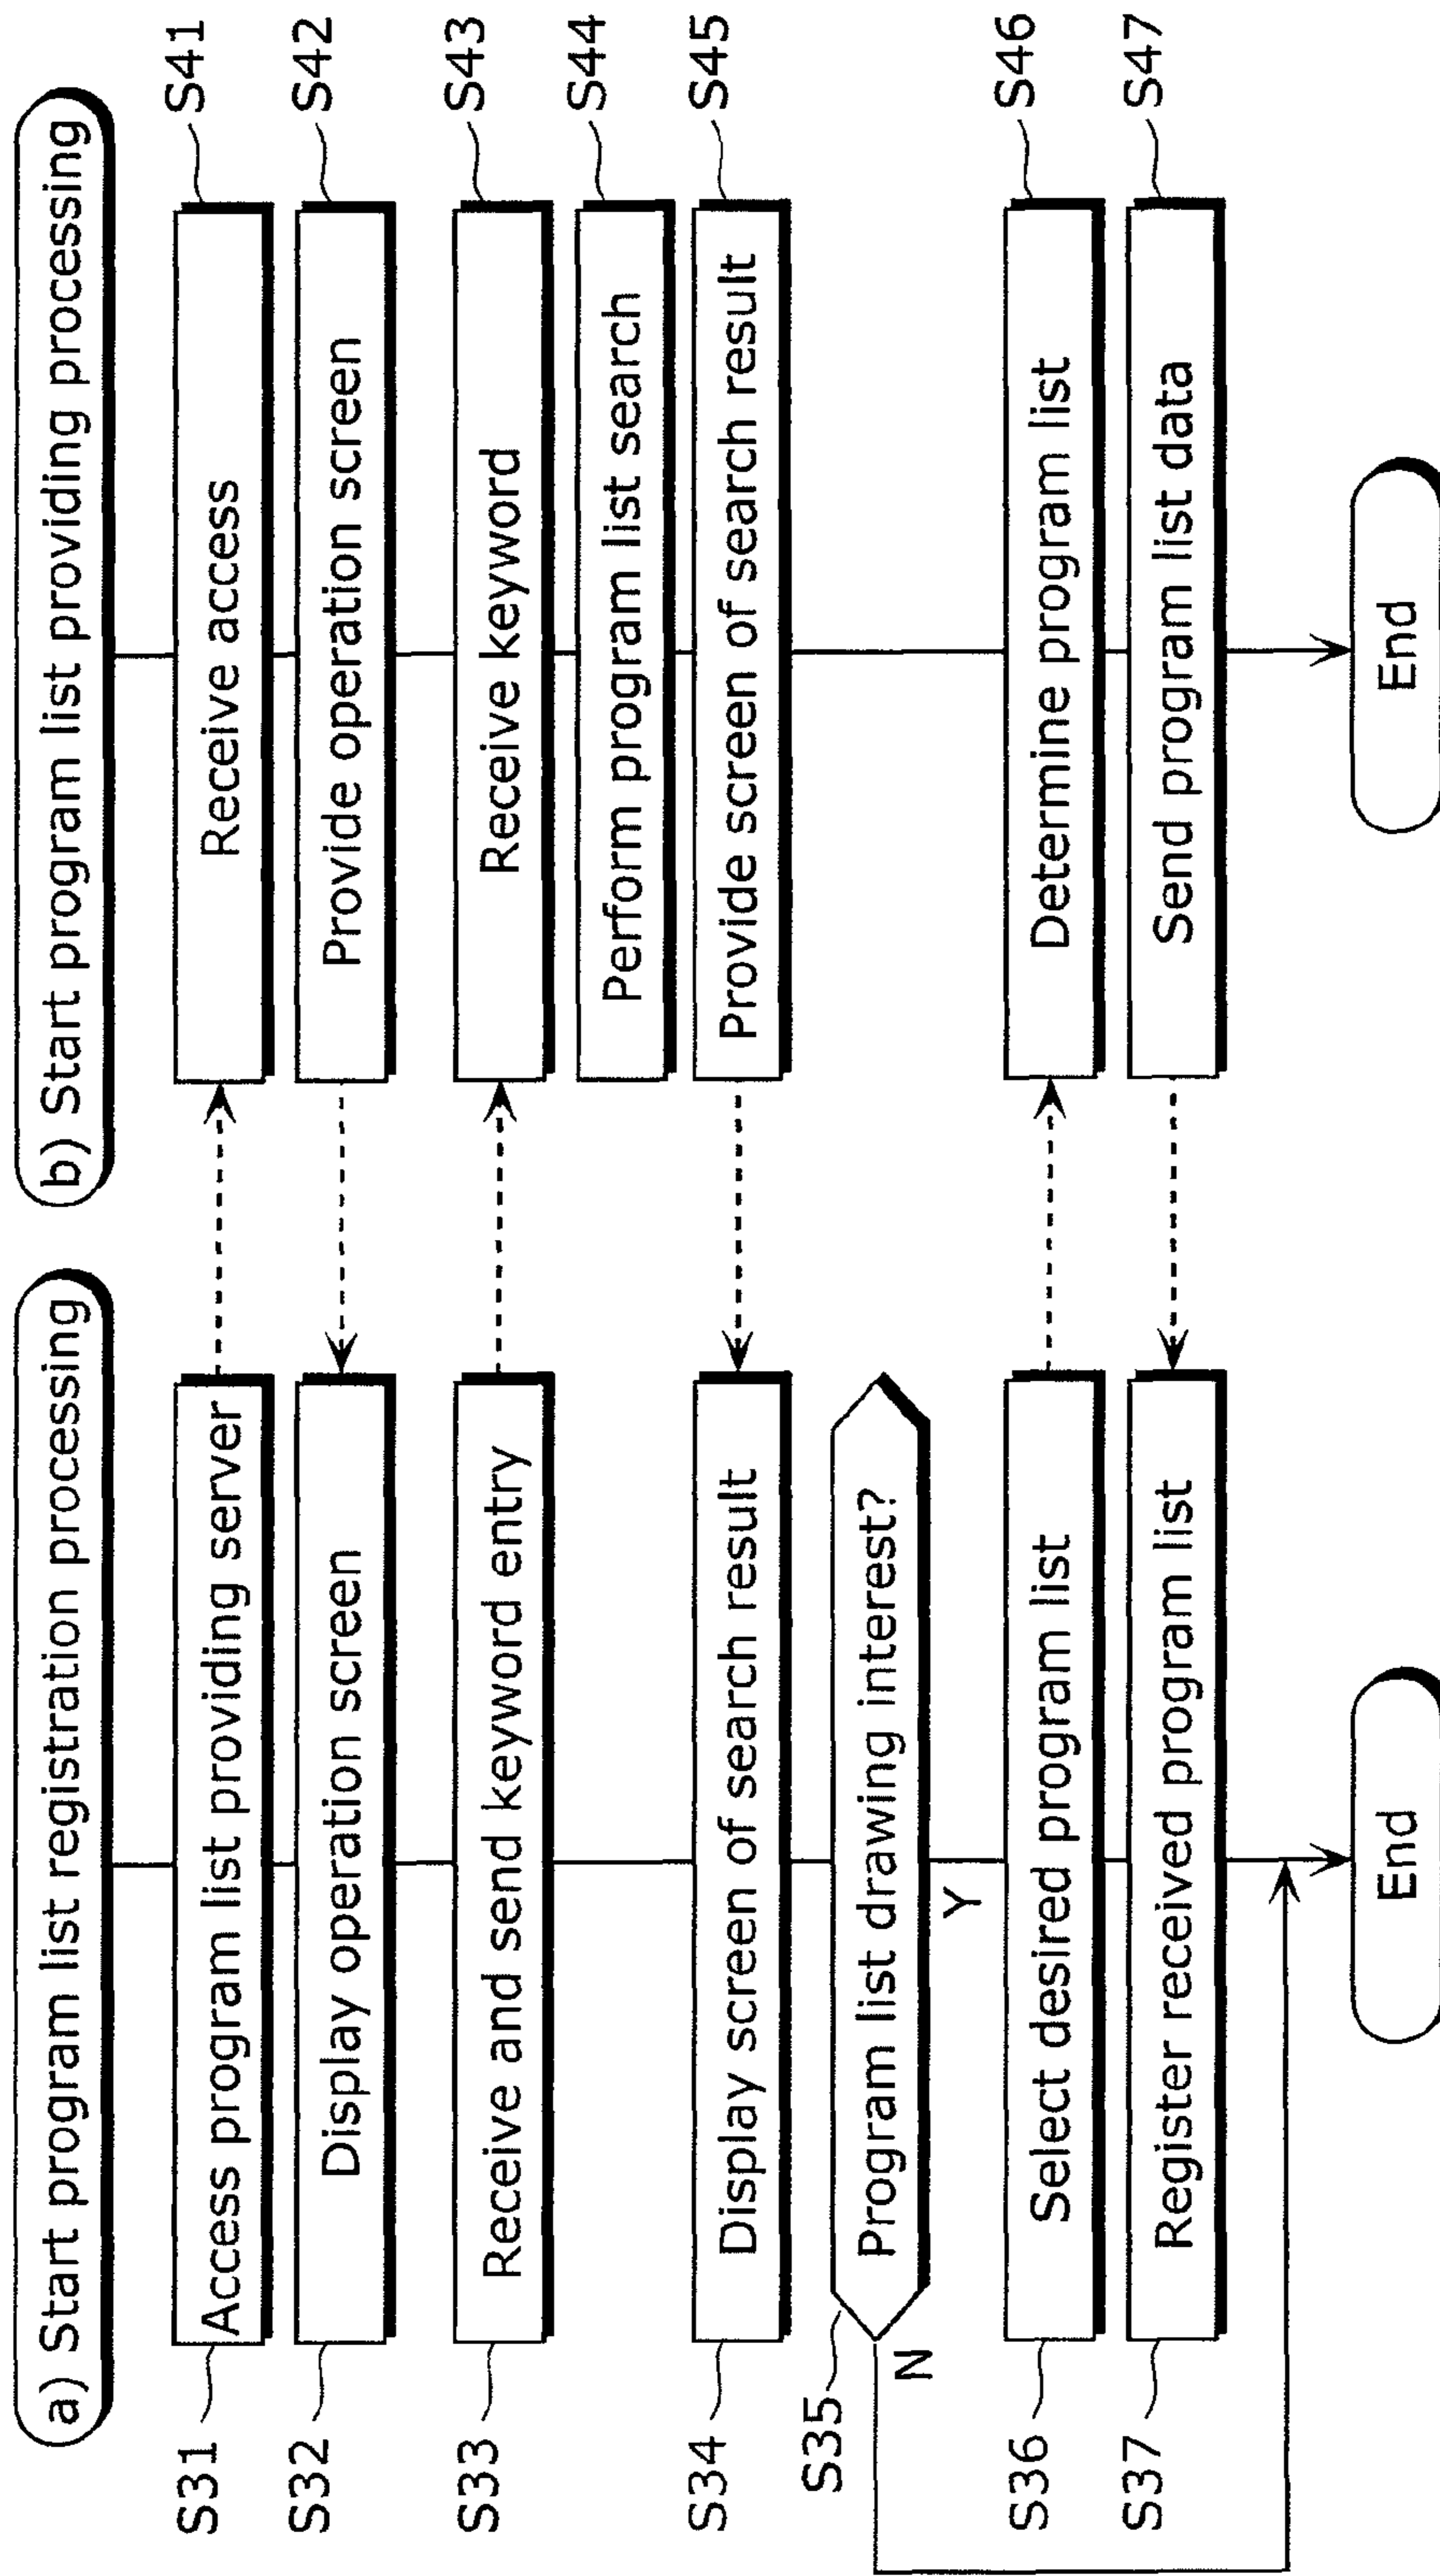 a) Start program list registration processing
S31
Access program list providing server
S32
Display operation screen
S33
Receive and send keyword entry
S34
Display screen of search result
S35
Program list drawing interest?
N
Y
S36
Select desired program list
S37
Register received program list
End
b) Start program list providing processing
Receive access
S41
Provide operation screen
S42
Receive keyword
S43
Perform program list search
S44
Provide screen of search result
S45
Determine program list
S46
Send program list data
S47
End